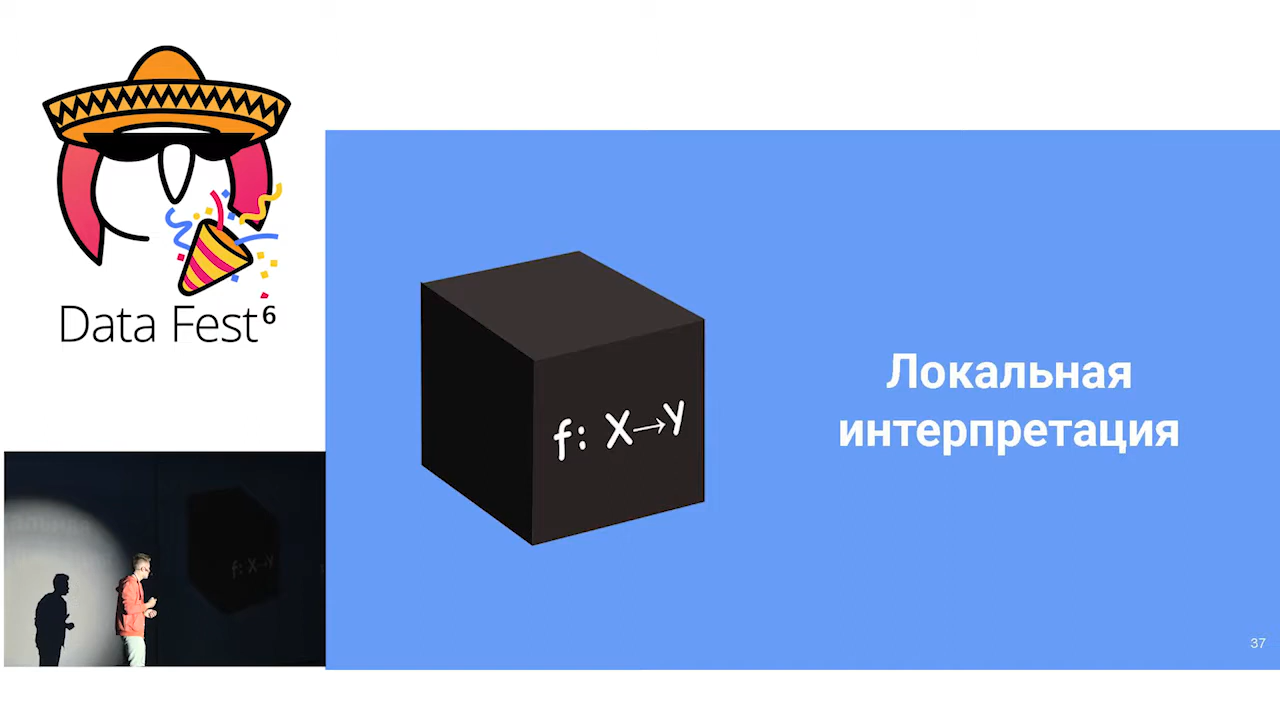 Data Fest⁶
f: X→Y
Локальная
интерпретация
f: X→Y
37